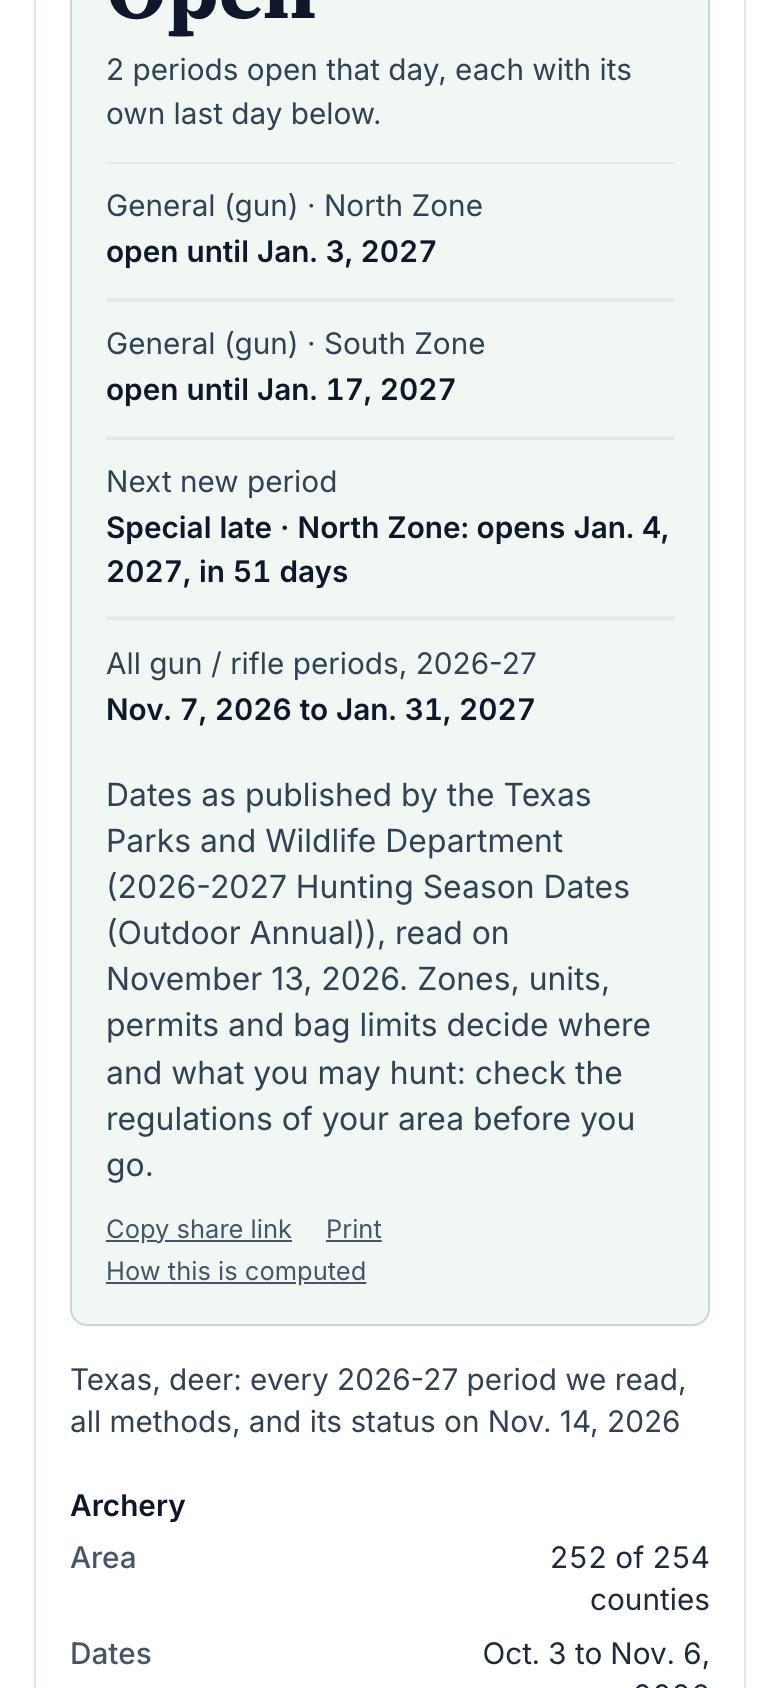 Open
2 periods open that day, each with its
own last day below.
General (gun) · North Zone
open until Jan. 3, 2027
General (gun) · South Zone
open until Jan. 17, 2027
Next new period
Special late · North Zone: opens Jan. 4,
2027, in 51 days
All gun / rifle periods, 2026-27
Nov. 7, 2026 to Jan. 31, 2027
Dates as published by the Texas
Parks and Wildlife Department
(2026-2027 Hunting Season Dates
(Outdoor Annual)), read on
November 13, 2026. Zones, units,
permits and bag limits decide where
and what you may hunt: check the
regulations of your area before you
go.
Copy share link Print
How this is computed
Texas, deer: every 2026-27 period we read,
all methods, and its status on Nov. 14, 2026
Archery
Area 252 of 254
counties
Dates Oct. 3 to Nov. 6,